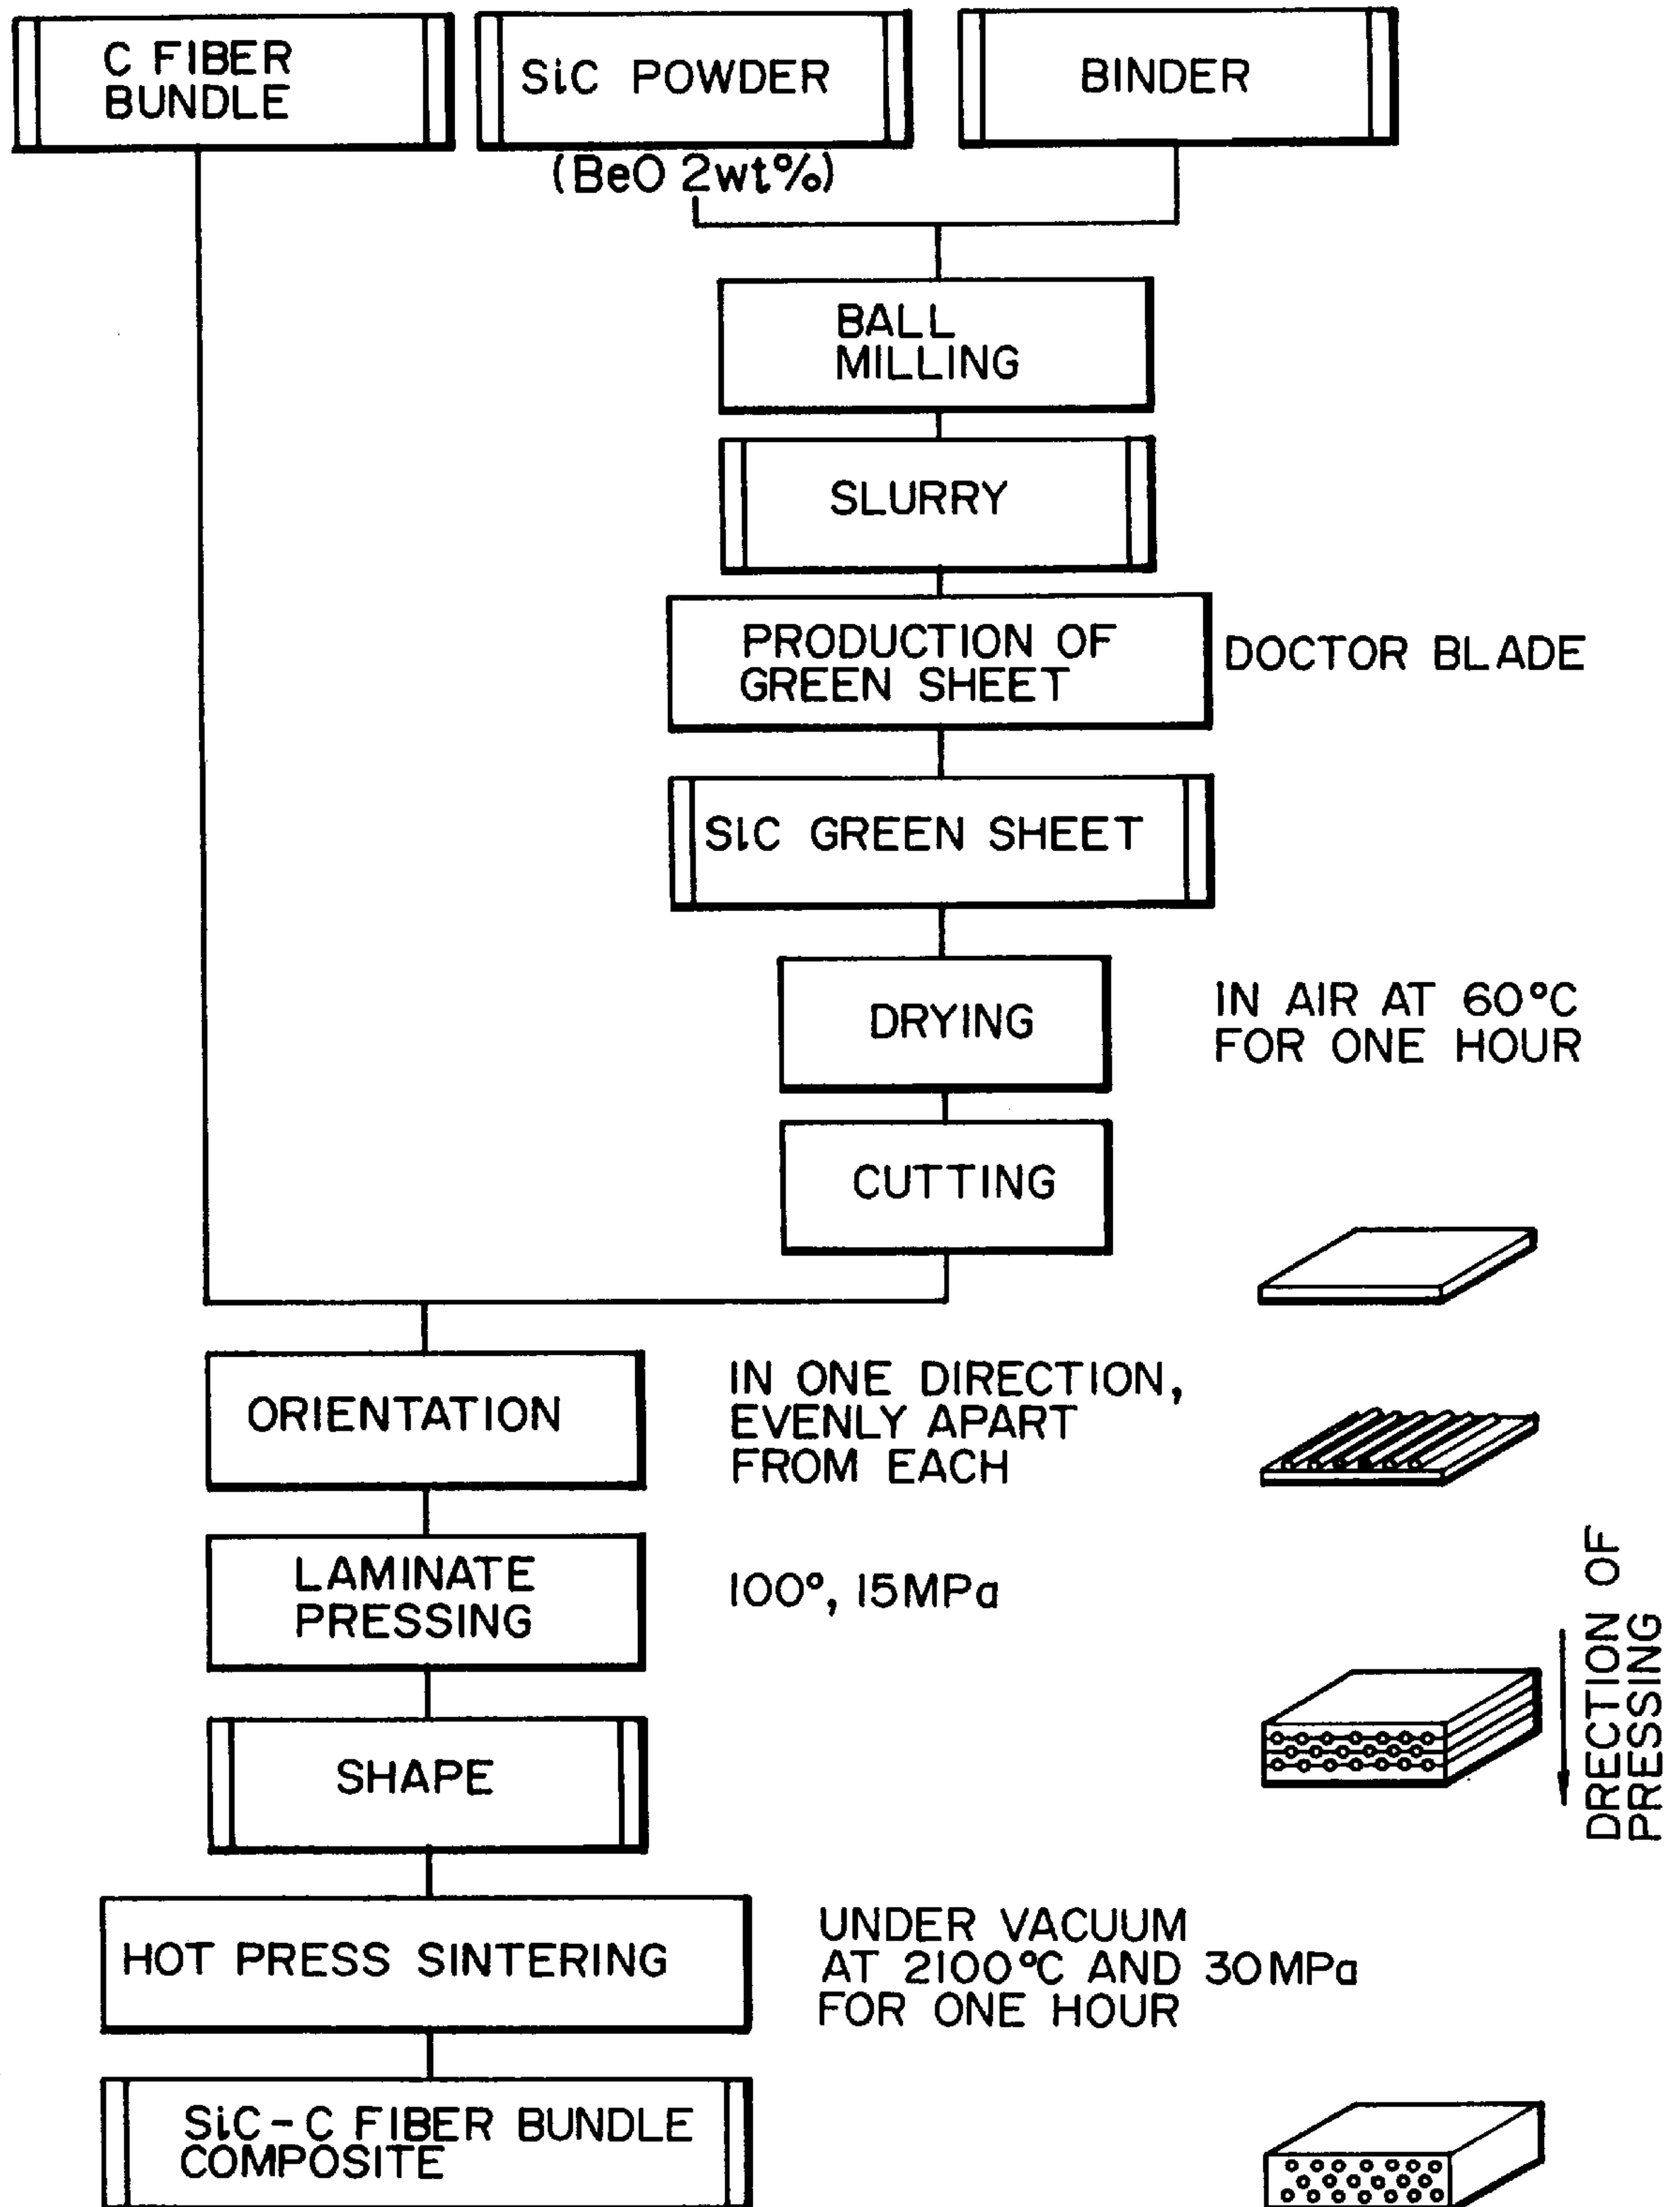 C FIBER
BUNDLE
SiC POWDER
(BeO 2wt%)
BINDER
BALL
MILLING
SLURRY
PRODUCTION OF
GREEN SHEET
DOCTOR BLADE
SiC GREEN SHEET
DRYING
IN AIR AT 60°C
FOR ONE HOUR
CUTTING
ORIENTATION
IN ONE DIRECTION,
EVENLY APART
FROM EACH
LAMINATE
PRESSING
100°, 15MPa
DIRECTION OF
PRESSING
SHAPE
HOT PRESS SINTERING
UNDER VACUUM
AT 2100°C AND 30MPa
FOR ONE HOUR
SiC-C FIBER BUNDLE
COMPOSITE